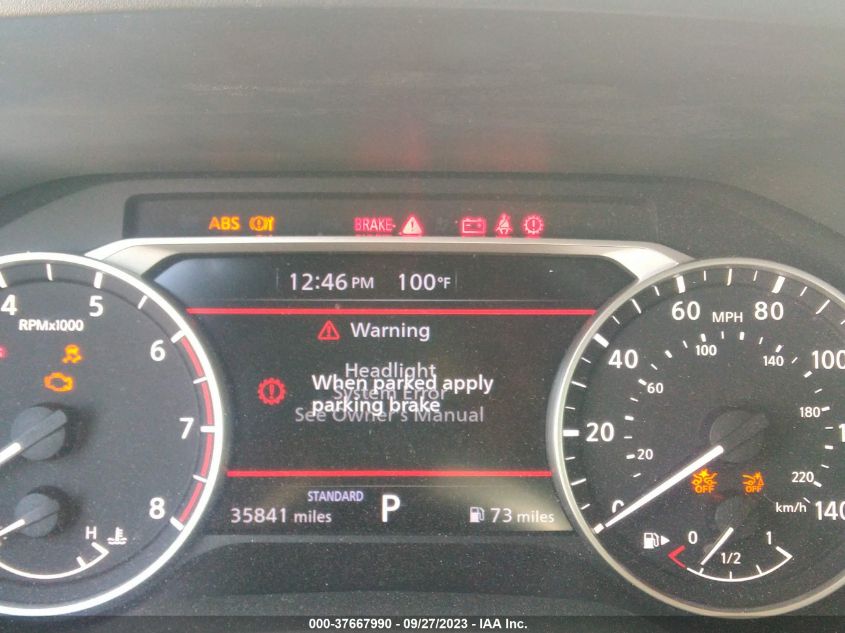 ABS BRAKE
12:46 PM 100°F
4 5 6 7 8
RPMx1000
H
Warning
Headlight
System Error
See Owner's Manual
When parked apply
parking brake
STANDARD
35841 miles P 73 miles
0 20 40 60 80 100 140
MPH
20 60 100 140 180 220
km/h
OFF OFF
0 1/2 1
000-37667990 - 09/27/2023 - IAA Inc.